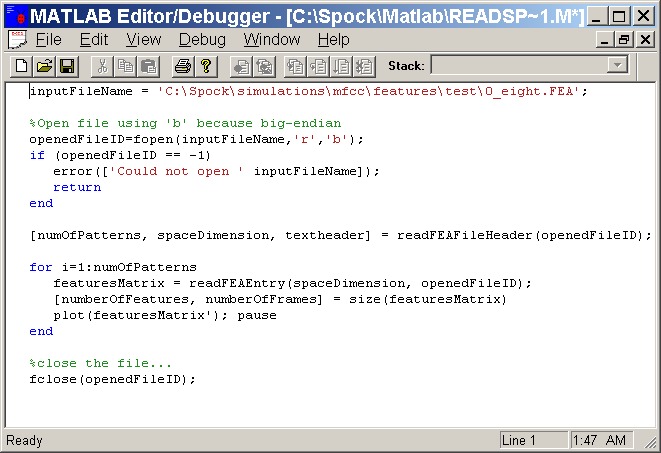 MATLAB Editor/Debugger - [C:\Spock\Matlab\READSP~1.M*]
File Edit View Debug Window Help
Stack:
inputFileName = 'C:\Spock\simulations\mfcc\features\test\0_eight.FEA';
%Open file using 'b' because big-endian
openedFileID=fopen(inputFileName,'r','b');
if (openedFileID == -1)
error(['Could not open ' inputFileName]);
return
end
[numOfPatterns, spaceDimension, textheader] = readFEAFileHeader(openedFileID);
for i=1:numOfPatterns
featuresMatrix = readFEAEntry(spaceDimension, openedFileID);
[numberOfFeatures, numberOfFrames] = size(featuresMatrix)
plot(featuresMatrix'); pause
end
%close the file...
fclose(openedFileID);
Ready Line 1 1:47 AM